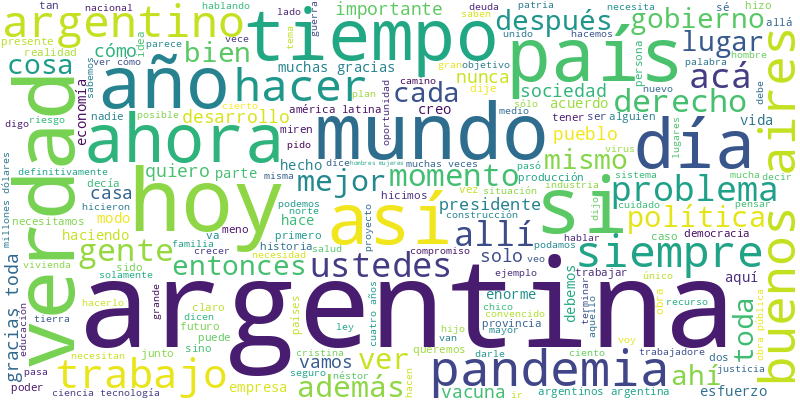 tan
nacional
hablando
necesita
sé
hizo
argentino
tiempo
lado
guerra
importante
deuda
saben
patria
unido
hacemos
después
gobierno
allá
presente
realidad
cómo
idea
bien
tema
parece
ver cómo
vece
país
persona
hombre
palabra
nuevo
debe
cosa
sabemos
año
hacer
muchas gracias
gran
objetivo
nunca
dije
lugar
acá
economía
riesgo
cierto
plan
camino
cada
sociedad
sólo
acuerdo
derecho
aires
verdad
ahora
nadie
posible
desarrollo
américa latina
creo
oportunidad
mundo
medio
tener
ser
alguien
pueblo
vida
día
digo
miren
pido
virus
lugares
definitivamente
quiero
hecho
dice
hombres mujeres
muchas veces
pasó
mismo
sistema
mucha
decir
parte
misma
mejor
momento
producción
industria
cuidado
problema
pensar
millones dólares
decía
casa
hoy
hicimos
vez
situación
si
dijo
hicieron
podemos
norte
así
presidente
construcción
política
necesitamos
modo
hace
proyecto
allí
hablar
podamos
caso
democracia
buenos
haciendo
va
meno
primero
historia
salud
compromiso
solo
veo
siempre
gente
familia
crecer
necesidad
ustedes
ejemplo
trabajar
único
aquí
vivienda
sido
entonces
enorme
debemos
terminar
aquello
obra
recurso
toda
gracias toda
educación
solamente
tierra
argentina
países
chico
convencido
provincia
mayor
obra pública
hacerlo
grande
claro
dicen
futuro
puede
ley
cuatro años
hijo
van
voy
trabajadore
dos
justicia
necesitan
junto
sino
vamos
cristina
ver
queremos
pandemia
darle
ciento
ahí
pasa
poder
trabajo
empresa
seguro
néstor
además
hacen
vacuna
ir
argentinos
argentina
esfuerzo
ciencia tecnología